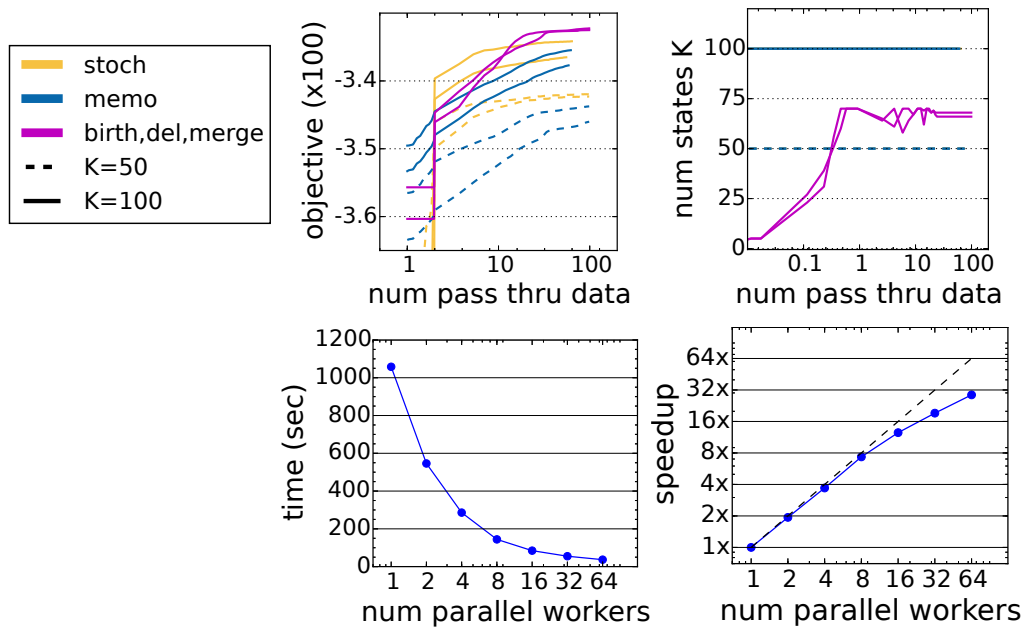 stoch
memo
birth,del,merge
K=50
K=100
objective (x100)
-3.4
-3.5
-3.6
1 10 100
num pass thru data
num states K
100
75
50
25
0
0.1 1 10 100
num pass thru data
time (sec)
1200
1000
800
600
400
200
0
1 2 4 8 16 32 64
num parallel workers
speedup
64x
32x
16x
8x
4x
2x
1x
1 2 4 8 16 32 64
num parallel workers